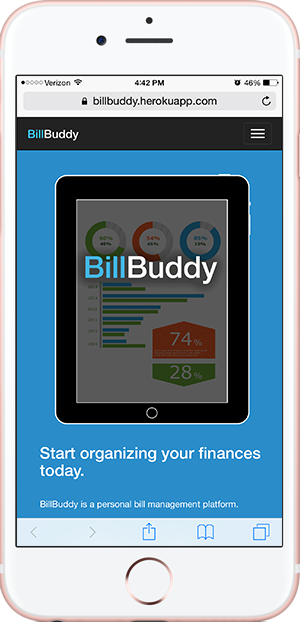 Verizon 4:42 PM 46%
billbuddy.herokuapp.com
BillBuddy
60% 54% 85%
BillBuddy
74%
28%
Start organizing your finances
today.
BillBuddy is a personal bill management platform.